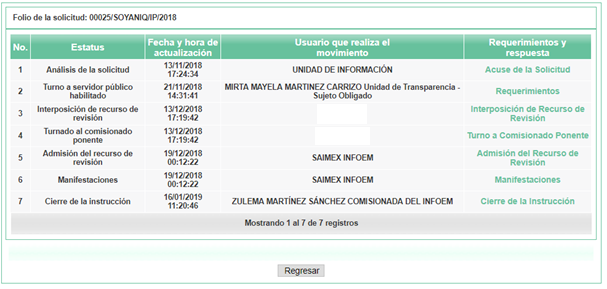 Folio de la solicitud: 00025/SOYANIQ/IP/2018
No. Estatus Fecha y hora de actualización Usuario que realiza el movimiento Requerimientos y respuesta
1 Análisis de la solicitud 13/11/2018 17:24:34 UNIDAD DE INFORMACIÓN Acuse de la Solicitud
2 Turno a servidor público habilitado 21/11/2018 14:31:41 MIRTA MAYELA MARTINEZ CARRIZO Unidad de Transparencia - Sujeto Obligado Requerimientos
3 Interposición de recurso de revisión 13/12/2018 17:19:42 Interposición de Recurso de Revisión
4 Turnado al comisionado ponente 13/12/2018 17:19:42 Turno a Comisionado Ponente
5 Admisión del recurso de revisión 19/12/2018 00:12:22 SAIMEX INFOEM Admisión del Recurso de Revisión
6 Manifestaciones 19/12/2018 00:12:22 SAIMEX INFOEM Manifestaciones
7 Cierre de la instrucción 16/01/2019 11:20:46 ZULEMA MARTÍNEZ SÁNCHEZ COMISIONADA DEL INFOEM Cierre de la Instrucción
Mostrando 1 al 7 de 7 registros
Regresar